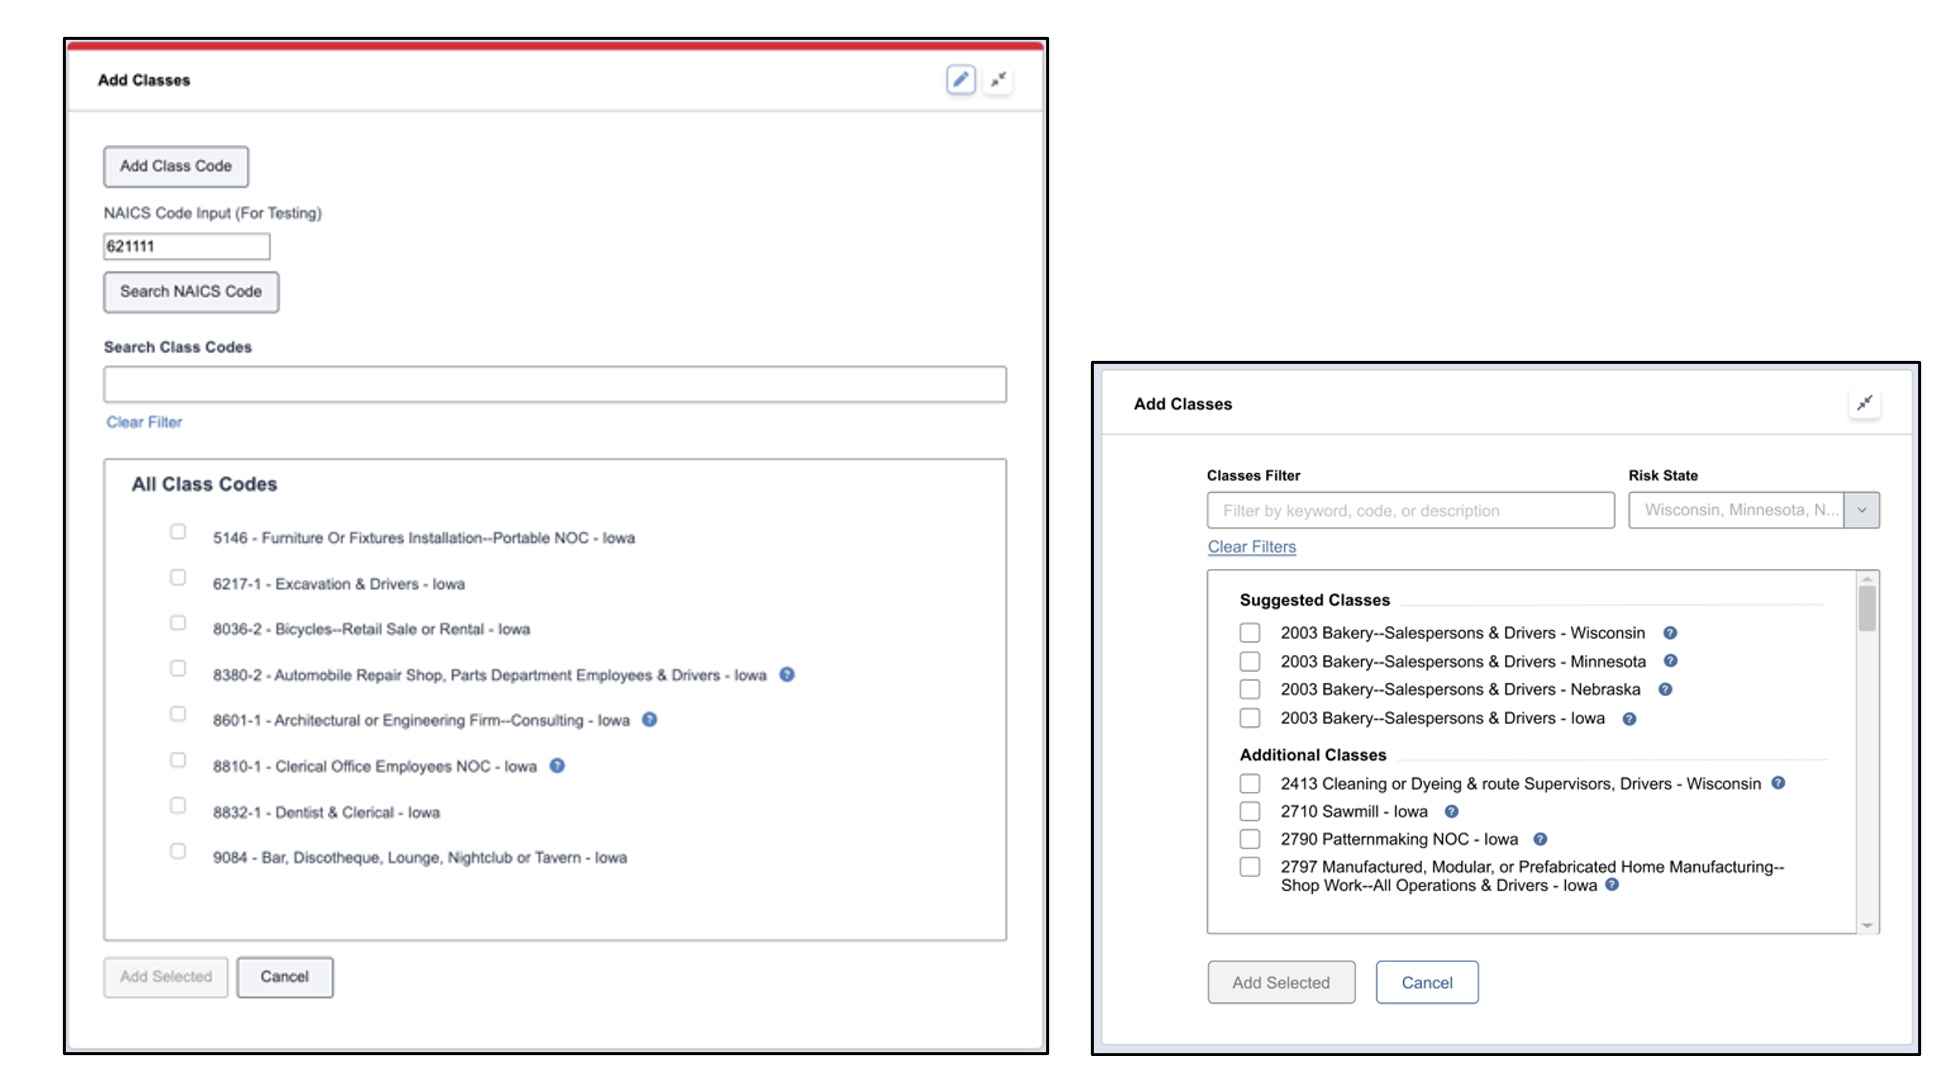 Add Classes
Add Class Code
NAICS Code Input (For Testing)
621111
Search NAICS Code
Search Class Codes
Clear Filter
All Class Codes
5146 - Furniture Or Fixtures Installation--Portable NOC - Iowa
6217-1 - Excavation & Drivers - Iowa
8036-2 - Bicycles--Retail Sale or Rental - Iowa
8380-2 - Automobile Repair Shop, Parts Department Employees & Drivers - Iowa ?
8601-1 - Architectural or Engineering Firm--Consulting - Iowa ?
8810-1 - Clerical Office Employees NOC - Iowa ?
8832-1 - Dentist & Clerical - Iowa
9084 - Bar, Discotheque, Lounge, Nightclub or Tavern - Iowa
Add Selected Cancel
Add Classes
Classes Filter Risk State
Filter by keyword, code, or description Wisconsin, Minnesota, N...
Clear Filters
Suggested Classes
2003 Bakery--Salespersons & Drivers - Wisconsin ?
2003 Bakery--Salespersons & Drivers - Minnesota ?
2003 Bakery--Salespersons & Drivers - Nebraska ?
2003 Bakery--Salespersons & Drivers - Iowa ?
Additional Classes
2413 Cleaning or Dyeing & route Supervisors, Drivers - Wisconsin ?
2710 Sawmill - Iowa ?
2790 Patternmaking NOC - Iowa ?
2797 Manufactured, Modular, or Prefabricated Home Manufacturing--
Shop Work--All Operations & Drivers - Iowa ?
Add Selected Cancel